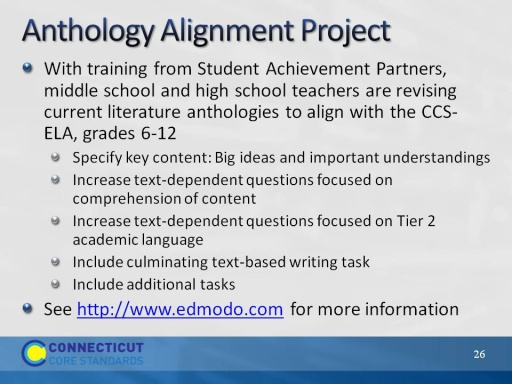 Anthology Alignment Project
With training from Student Achievement Partners,
middle school and high school teachers are revising
current literature anthologies to align with the CCS-
ELA, grades 6-12
Specify key content: Big ideas and important understandings
Increase text-dependent questions focused on
comprehension of content
Increase text-dependent questions focused on Tier 2
academic language
Include culminating text-based writing task
Include additional tasks
See http://www.edmodo.com for more information
CONNECTICUT
CORE STANDARDS
26